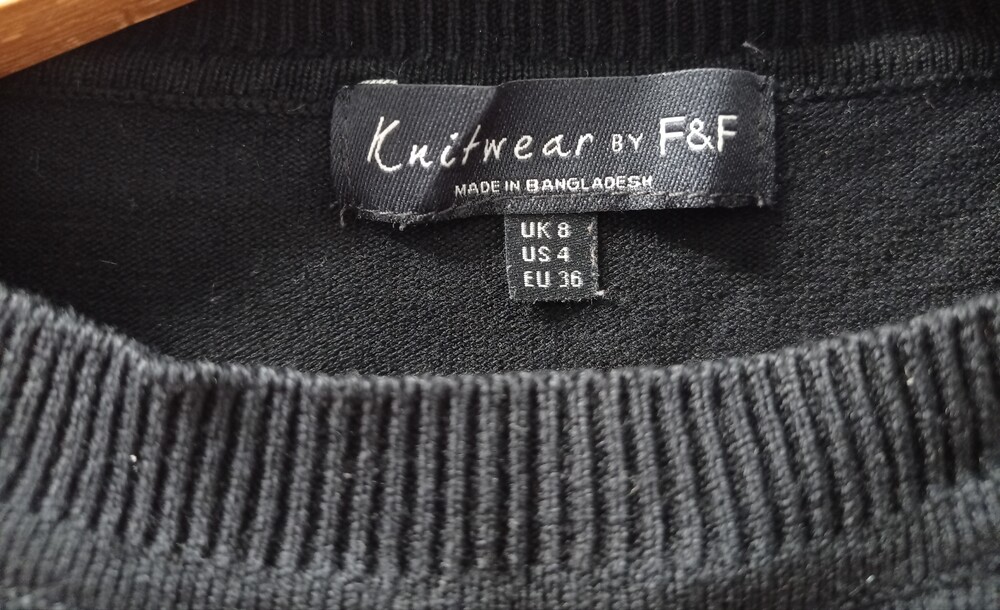 Knitwear BY F&F
MADE IN BANGLADESH
UK 8
US 4
EU 36